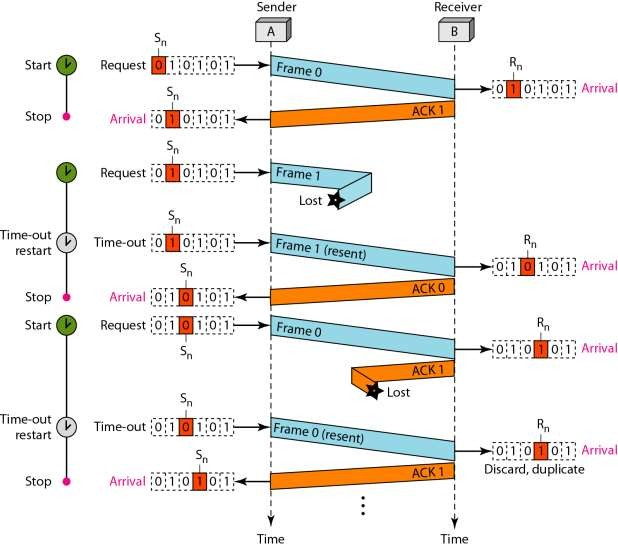 Sender Receiver
A B
Sn
Start Request 0 1 0 1 0 1 Frame 0
Rn
0 1 0 1 0 1 Arrival
Sn
Stop Arrival 0 1 0 1 0 1 ACK 1
Sn
Request 0 1 0 1 0 1 Frame 1
Lost
Sn
Time-out
restart
Time-out 0 1 0 1 0 1 Frame 1 (resent)
Rn
0 1 0 1 0 1 Arrival
Sn
Stop Arrival 0 1 0 1 0 1 ACK 0
Start Request 0 1 0 1 0 1 Frame 0
Sn
Rn
0 1 0 1 0 1 Arrival
ACK 1
Lost
Sn
Time-out
restart
Time-out 0 1 0 1 0 1 Frame 0 (resent)
Rn
0 1 0 1 0 1 Arrival
Discard, duplicate
Sn
Stop Arrival 0 1 0 1 0 1 ACK 1
Time Time